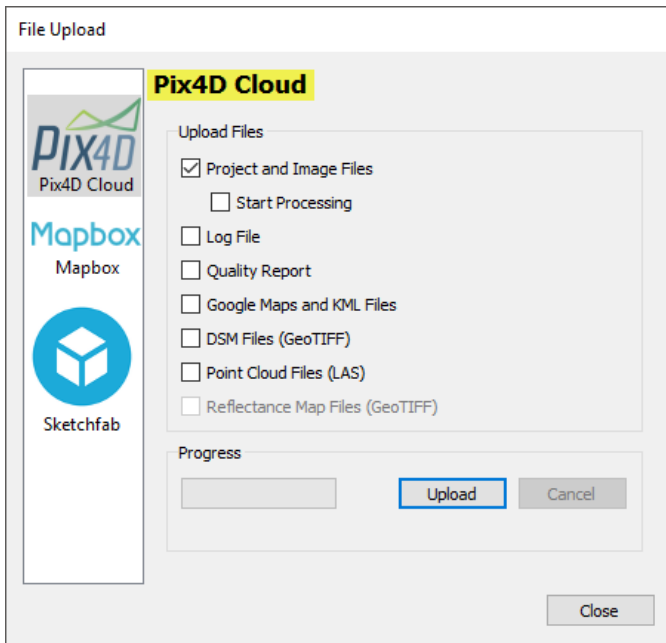 File Upload
PIX4D
Pix4D Cloud
Mapbox
Mapbox
Sketchfab
Pix4D Cloud
Upload Files
Project and Image Files
Start Processing
Log File
Quality Report
Google Maps and KML Files
DSM Files (GeoTIFF)
Point Cloud Files (LAS)
Reflectance Map Files (GeoTIFF)
Progress
Upload Cancel
Close